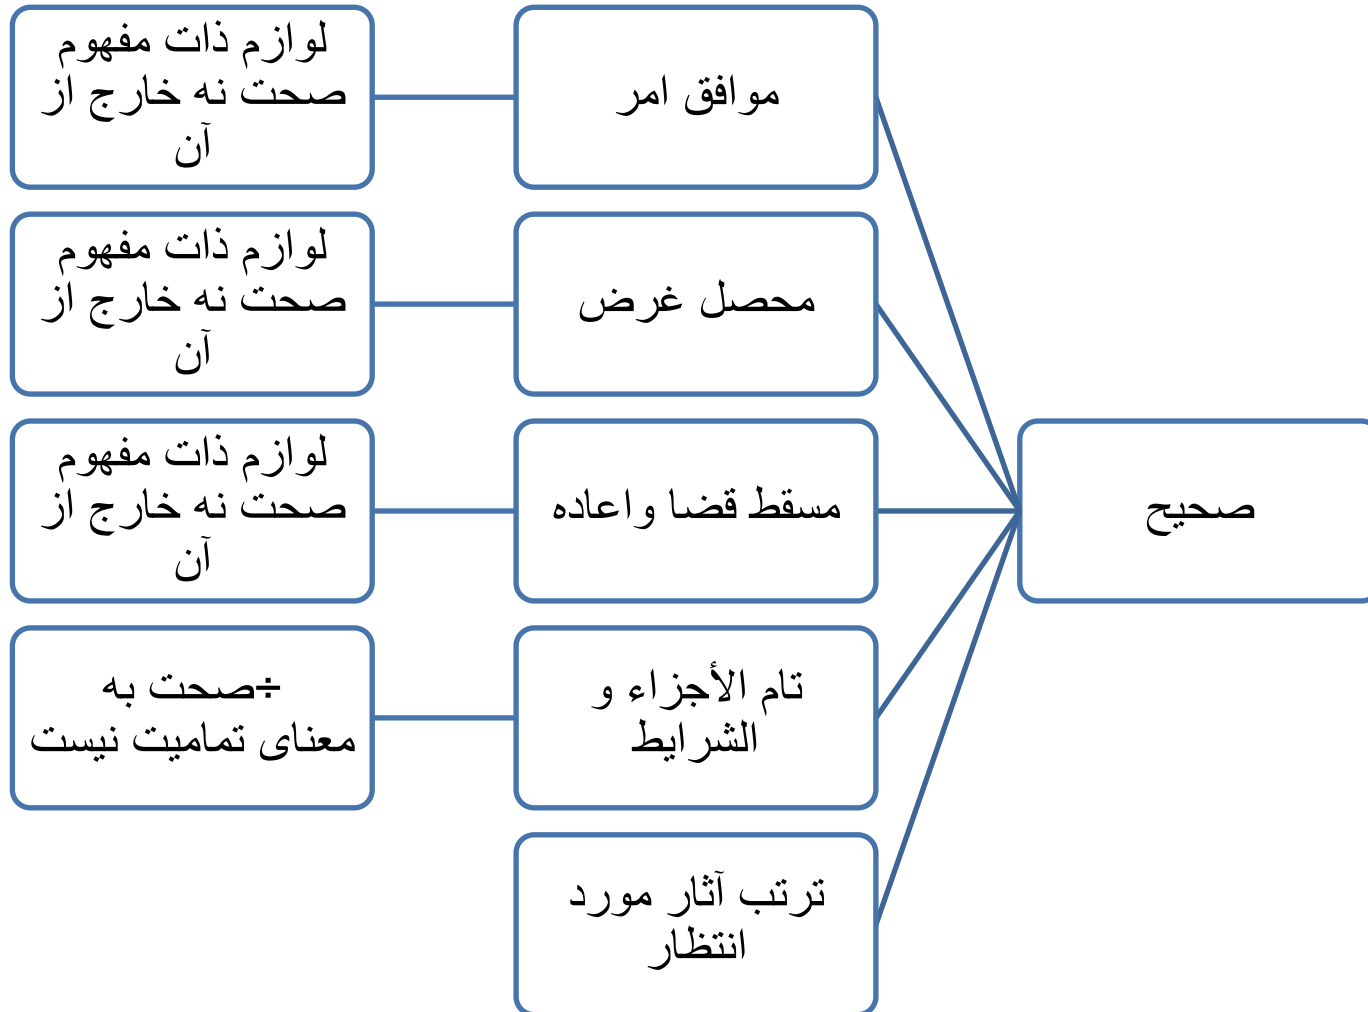 صحیح
موافق امر
لوازم ذات مفهوم
صحت نه خارج از
آن
محصل غرض
لوازم ذات مفهوم
صحت نه خارج از
آن
مسقط قضا و اعاده
لوازم ذات مفهوم
صحت نه خارج از
آن
تام الأجزاء و
الشرایط
÷صحت به
معنای تمامیت نیست
ترتب آثار مورد
انتظار